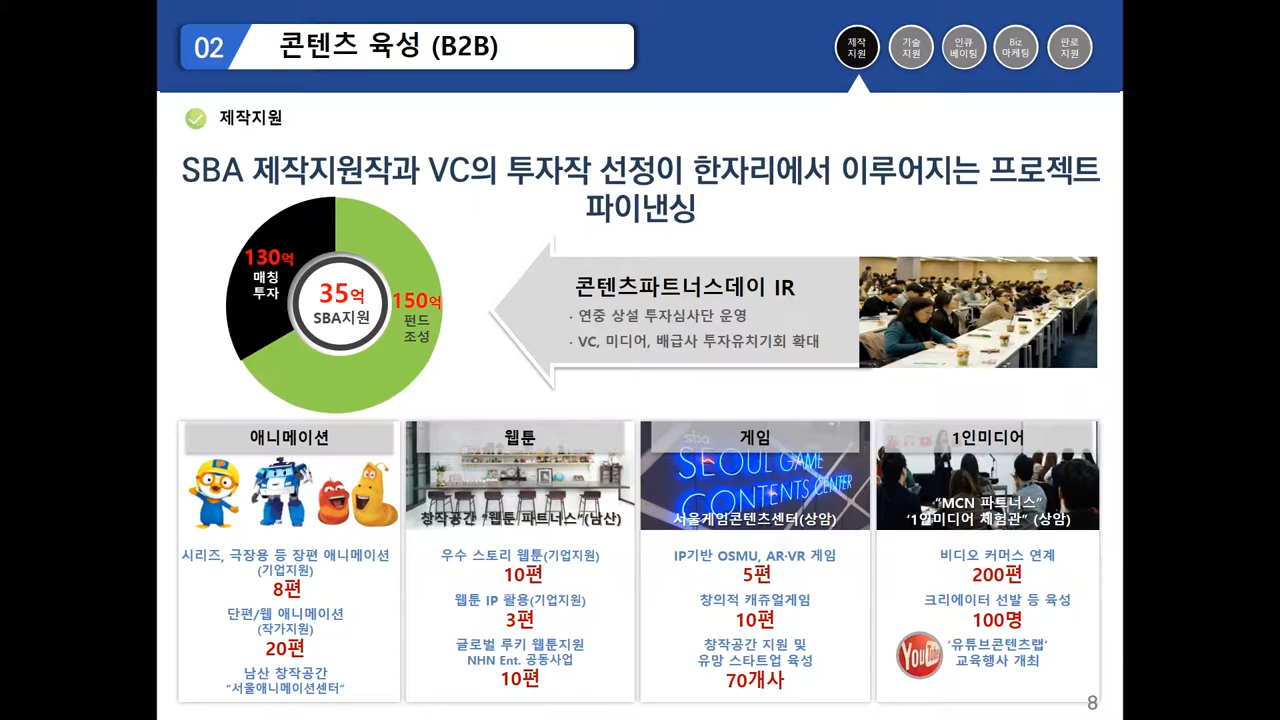 02
콘텐츠 육성 (B2B)
제작
지원
기술
지원
인큐
베이팅
Biz
마케팅
판로
지원
제작지원
SBA 제작지원작과 VC의 투자작 선정이 한자리에서 이루어지는 프로젝트
파이낸싱
130억
매칭
투자
35억
SBA지원
150억
펀드
조성
콘텐츠파트너스데이 IR
· 연중 상설 투자심사단 운영
· VC, 미디어, 배급사 투자유치기회 확대
애니메이션
시리즈, 극장용 등 장편 애니메이션
(기업지원)
8편
단편/웹 애니메이션
(작가지원)
20편
남산 창작공간
“서울애니메이션센터”
웹툰
창작공간 “웹툰 파트너스”(남산)
우수 스토리 웹툰(기업지원)
10편
웹툰 IP 활용(기업지원)
3편
글로벌 루키 웹툰지원
NHN Ent. 공동사업
10편
게임
sba
SEOUL GAME
CONTENTS CENTER
서울게임콘텐츠센터(상암)
IP기반 OSMU, AR·VR 게임
5편
창의적 캐쥬얼게임
10편
창작공간 지원 및
유망 스타트업 육성
70개사
1인미디어
“MCN 파트너스”
‘1인미디어 체험관” (상암)
비디오 커머스 연계
200편
크리에이터 선발 등 육성
100명
YouTube
‘유튜브콘텐츠랩‘
교육행사 개최
8